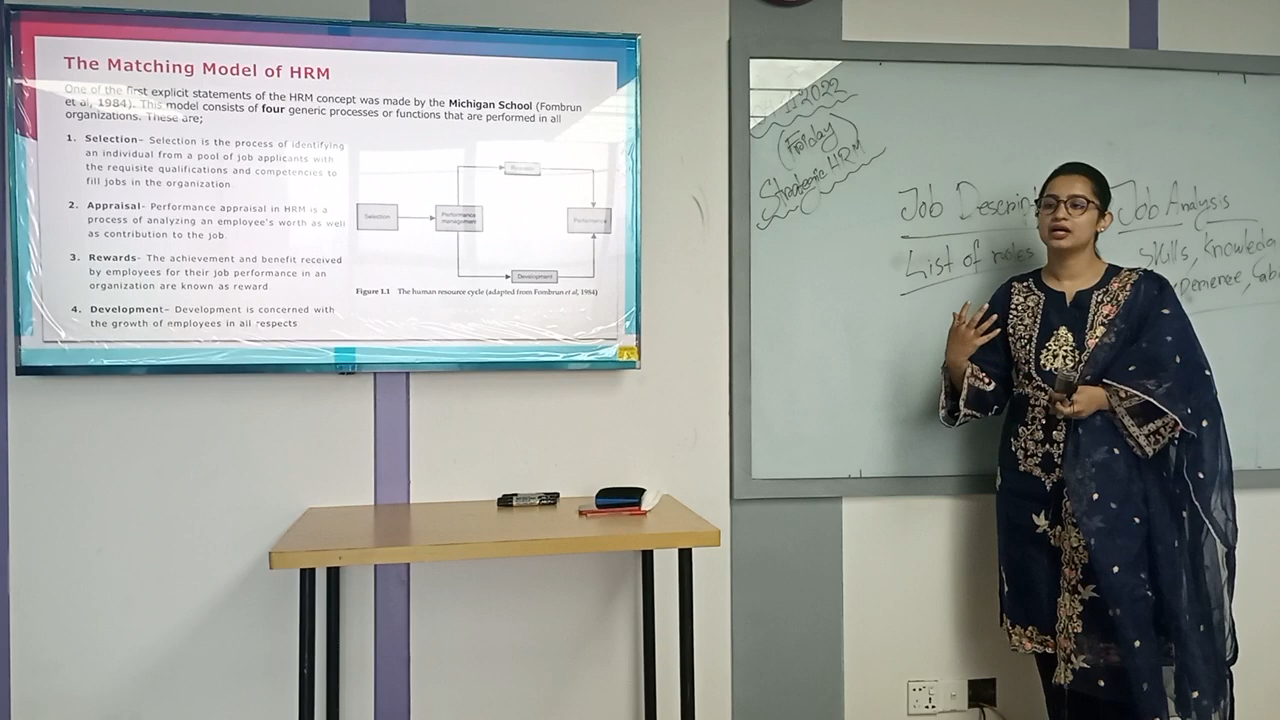 The Matching Model of HRM
One of the first explicit statements of the HRM concept was made by the Michigan School (Fombrun
et al, 1984). This model consists of four generic processes or functions that are performed in all
organizations. These are;
1. Selection– Selection is the process of identifying
an individual from a pool of job applicants with
the requisite qualifications and competencies to
fill jobs in the organization
2. Appraisal- Performance appraisal in HRM is a
process of analyzing an employee's worth as well
as contribution to the job.
3. Rewards- The achievement and benefit received
by employees for their job performance in an
organization are known as reward
4. Development– Development is concerned with
the growth of employees in all respects
Selection
Performance
management
Rewards
Performance
Development
Figure 1.1 The human resource cycle (adapted from Fombrun et al, 1984)
2022
(Friday)
Strategic HRM
Job
List of roles
Job Analysis
Skills,